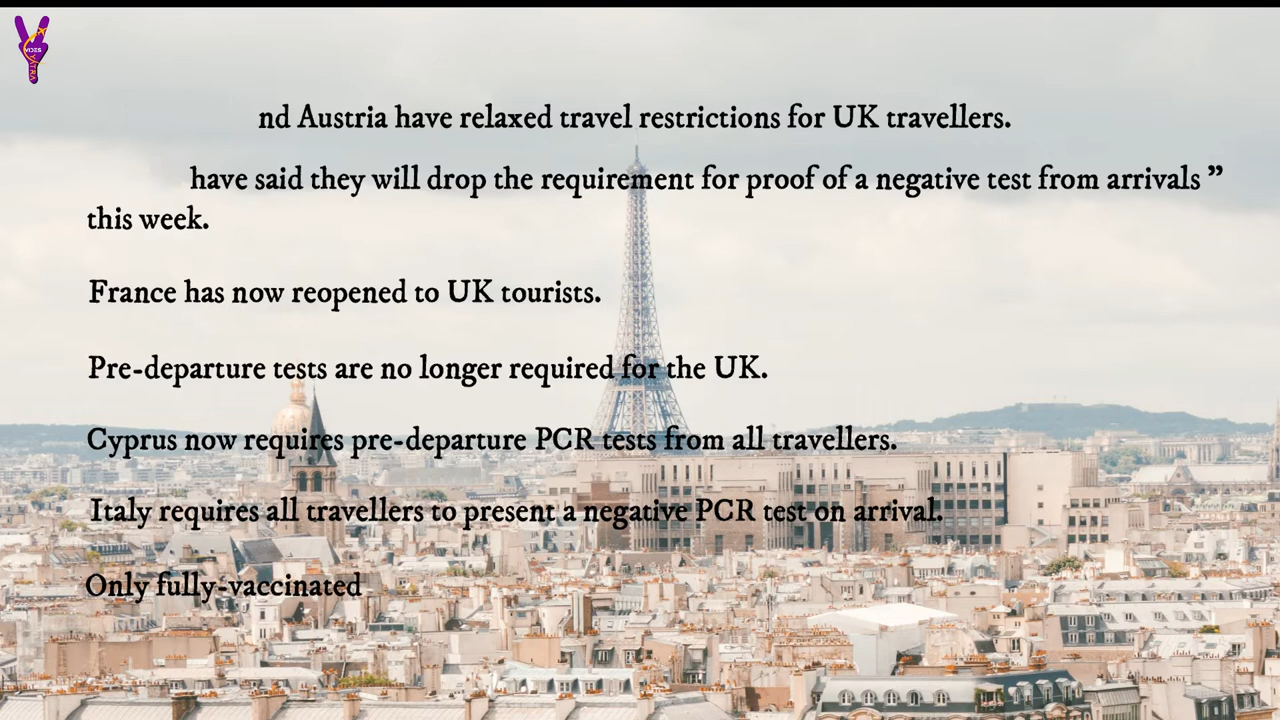 nd Austria have relaxed travel restrictions for UK travellers.
have said they will drop the requirement for proof of a negative test from arrivals ”
this week.
France has now reopened to UK tourists.
Pre-departure tests are no longer required for the UK.
Cyprus now requires pre-departure PCR tests from all travellers.
Italy requires all travellers to present a negative PCR test on arrival.
Only fully-vaccinated